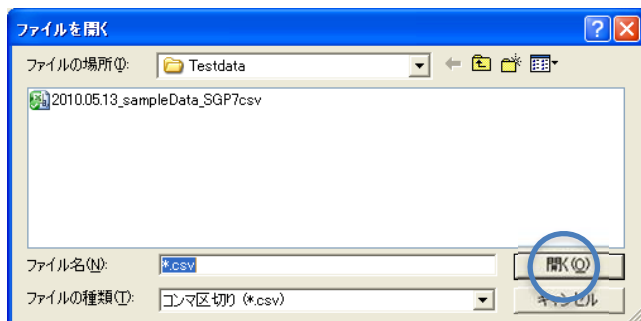 ファイルを開く
ファイルの場所(I):
Testdata
2010.05.13_sampleData_SGP7csv
ファイル名(N):
*.csv
開く(O)
ファイルの種類(T):
コンマ区切り (*.csv)
キャンセル